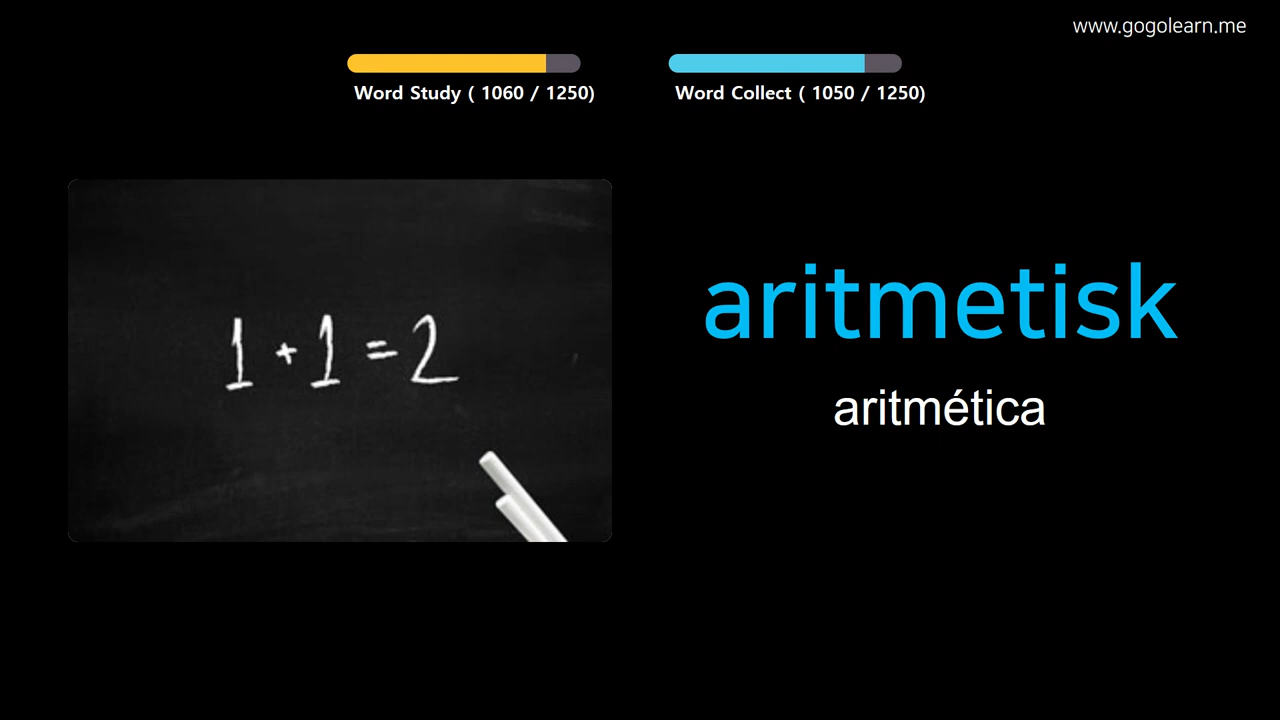 www.gogolearn.me
Word Study ( 1060 / 1250)
Word Collect ( 1050 / 1250)
1 + 1 = 2
aritmetisk
aritmética